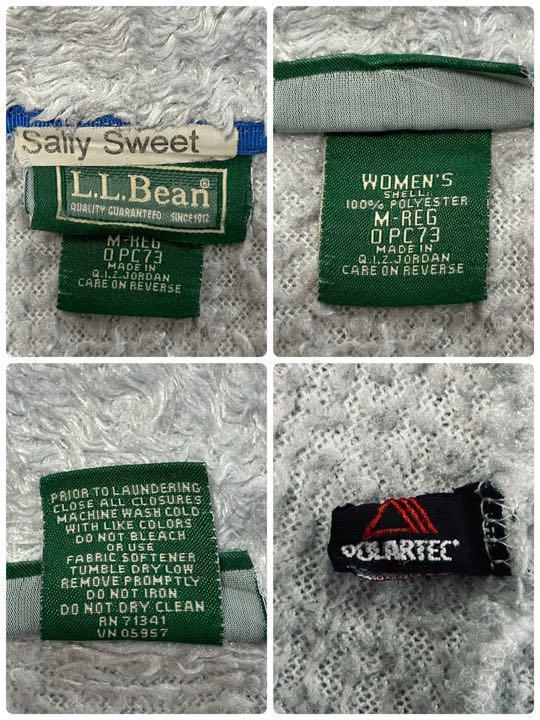 Sally Sweet
L.L.Bean®
QUALITY GUARANTEED SINCE 1912
M-REG
0 PC73
MADE IN
Q.I.Z. JORDAN
CARE ON REVERSE
WOMEN'S
SHELL:
100% POLYESTER
M-REG
0 PC73
MADE IN
Q.I.Z. JORDAN
CARE ON REVERSE
PRIOR TO LAUNDERING
CLOSE ALL CLOSURES
MACHINE WASH COLD
WITH LIKE COLORS
DO NOT BLEACH
OR USE
FABRIC SOFTENER
TUMBLE DRY LOW
REMOVE PROMPTLY
DO NOT IRON
DO NOT DRY CLEAN
RN 71341
VN 05957
POLARTEC